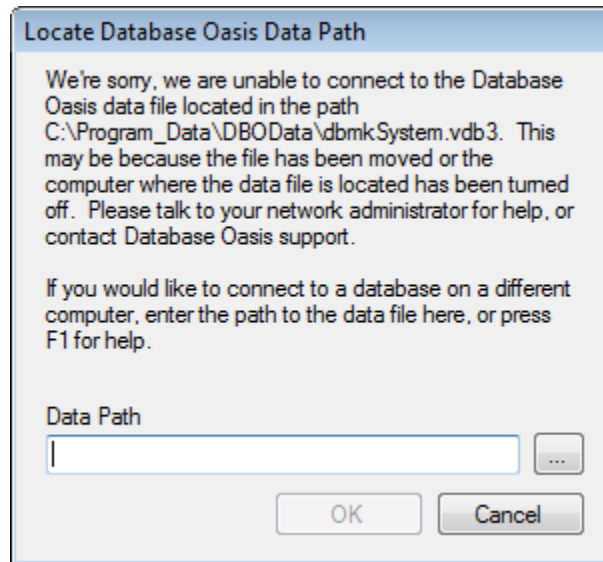 Locate Database Oasis Data Path
We're sorry, we are unable to connect to the Database
Oasis data file located in the path
C:\Program_Data\DBOData\dbmkSystem.vdb3.  This
may be because the file has been moved or the
computer where the data file is located has been turned
off.  Please talk to your network administrator for help, or
contact Database Oasis support.
If you would like to connect to a database on a different
computer, enter the path to the data file here, or press
F1 for help.
Data Path
...
OK Cancel